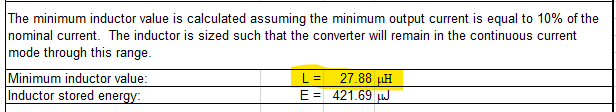 The minimum inductor value is calculated assuming the minimum output current is equal to 10% of the
nominal current.  The inductor is sized such that the converter will remain in the continuous current
mode through this range.
Minimum inductor value: L = 27.88 μH
Inductor stored energy: E = 421.69 μJ